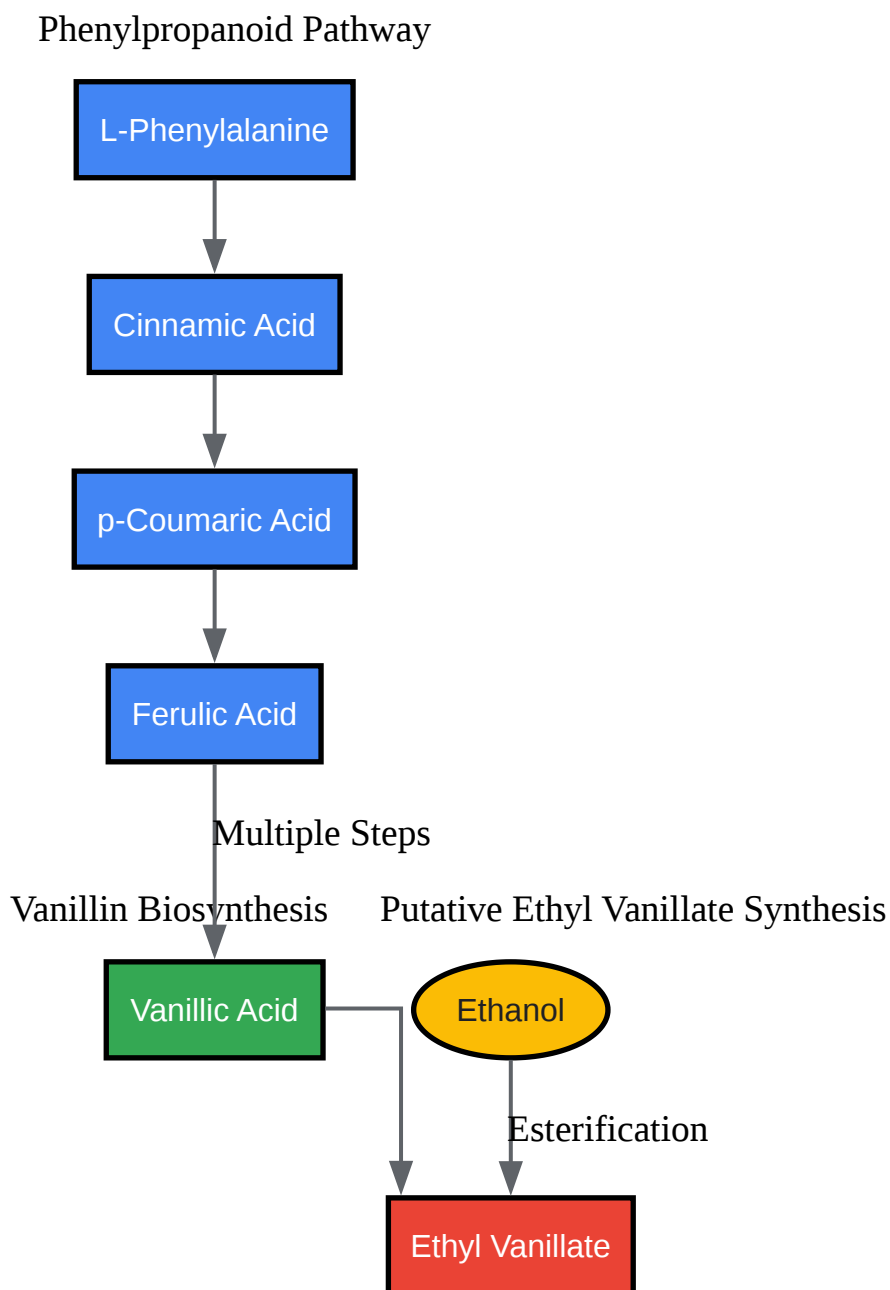 Phenylpropanoid Pathway
L-Phenylalanine
Cinnamic Acid
p-Coumaric Acid
Ferulic Acid
Multiple Steps
Vanillin Biosynthesis
Putative Ethyl Vanillate Synthesis
Vanillic Acid
Ethanol
Esterification
Ethyl Vanillate